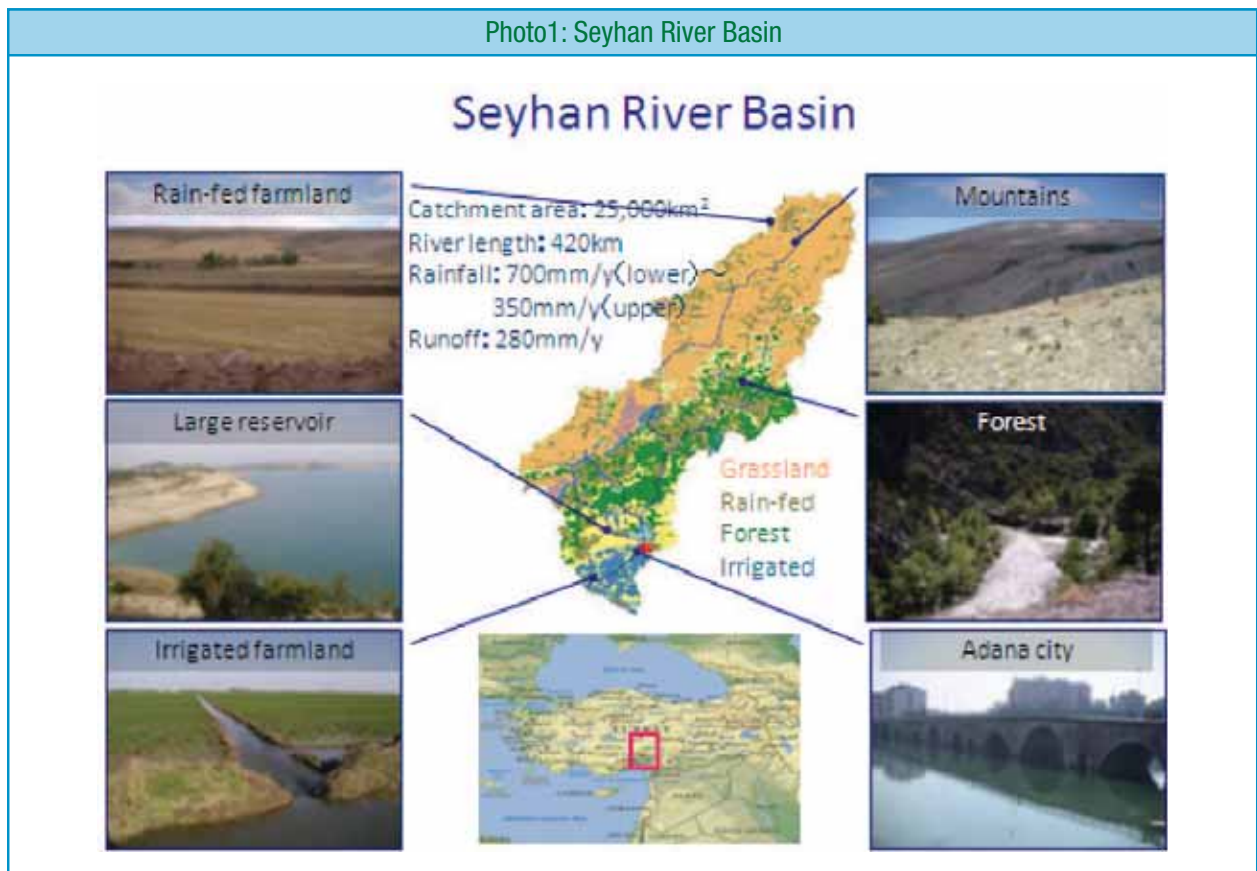 Photo1: Seyhan River Basin
Seyhan River Basin
Rain-fed farmland
Catchment area: 25,000km²
River length: 420km
Rainfall: 700mm/y(lower)~
350mm/y(upper)
Runoff: 280mm/y
Mountains
Large reservoir
Forest
Grassland
Rain-fed
Forest
Irrigated
Irrigated farmland
Adana city